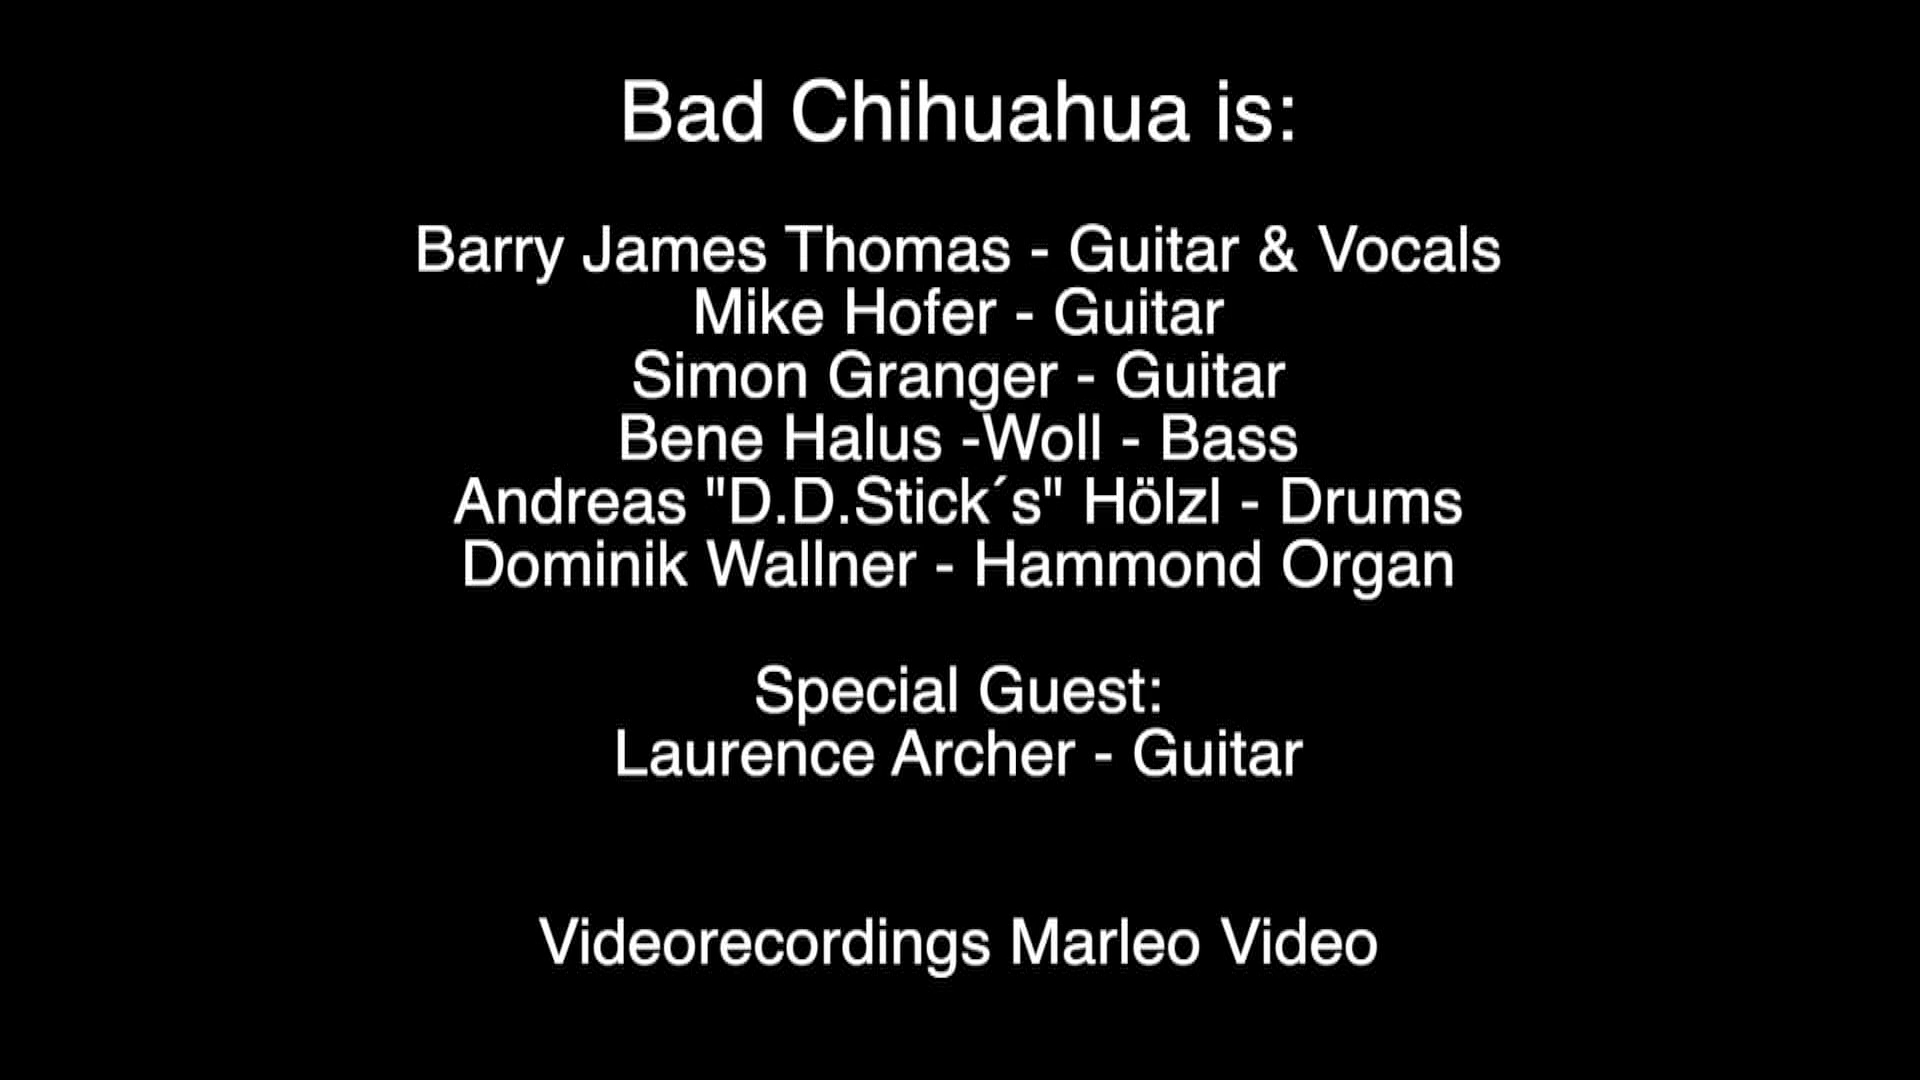 Bad Chihuahua is:
Barry James Thomas - Guitar & Vocals
Mike Hofer - Guitar
Simon Granger - Guitar
Bene Halus -Woll - Bass
Andreas "D.D.Stick´s" Hölzl - Drums
Dominik Wallner - Hammond Organ
Special Guest:
Laurence Archer - Guitar
Videorecordings Marleo Video